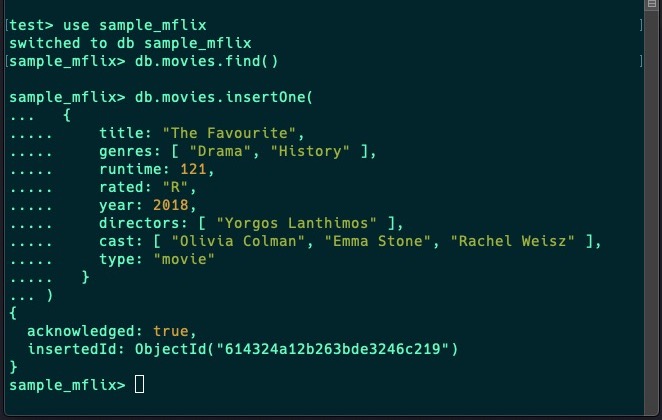 [test> use sample_mflix ]
switched to db sample_mflix
[sample_mflix> db.movies.find() ]
sample_mflix> db.movies.insertOne(
...   {
.....     title: "The Favourite",
.....     genres: [ "Drama", "History" ],
.....     runtime: 121,
.....     rated: "R",
.....     year: 2018,
.....     directors: [ "Yorgos Lanthimos" ],
.....     cast: [ "Olivia Colman", "Emma Stone", "Rachel Weisz" ],
.....     type: "movie"
.....   }
... )
{
  acknowledged: true,
  insertedId: ObjectId("614324a12b263bde3246c219")
}
sample_mflix>